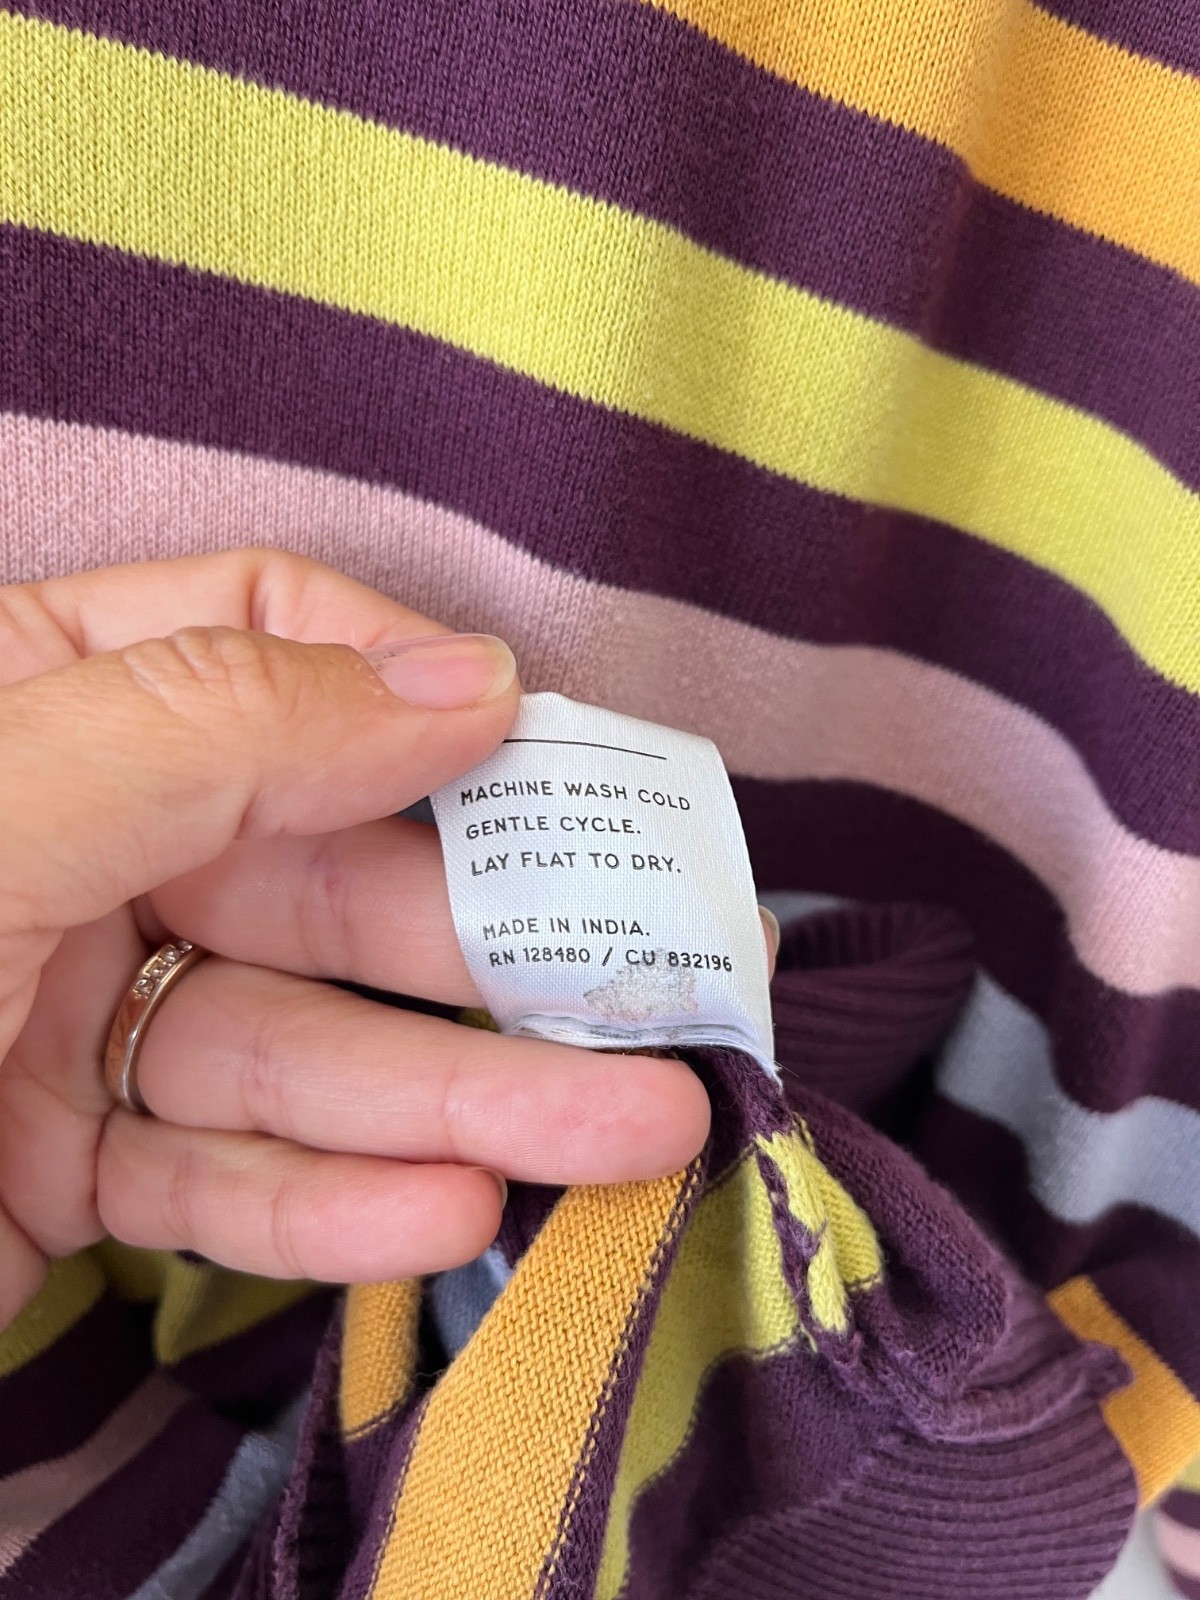 MACHINE WASH COLD
GENTLE CYCLE.
LAY FLAT TO DRY.
MADE IN INDIA.
RN 128480 / CU 832196